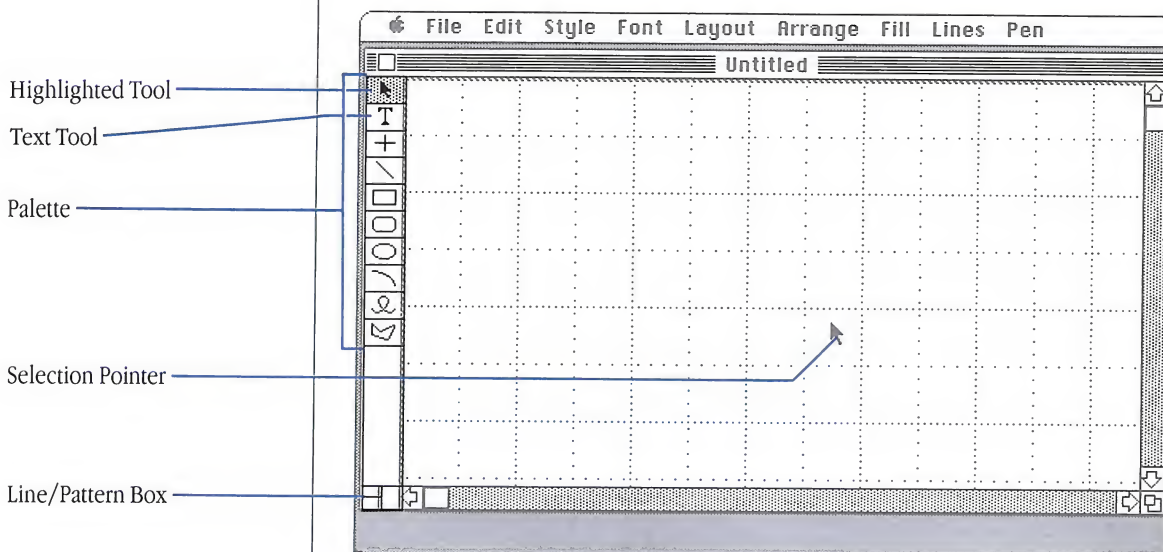 File Edit Style Font Layout Arrange Fill Lines Pen
Untitled
Highlighted Tool
T
Text Tool
Palette
Selection Pointer
Line/Pattern Box